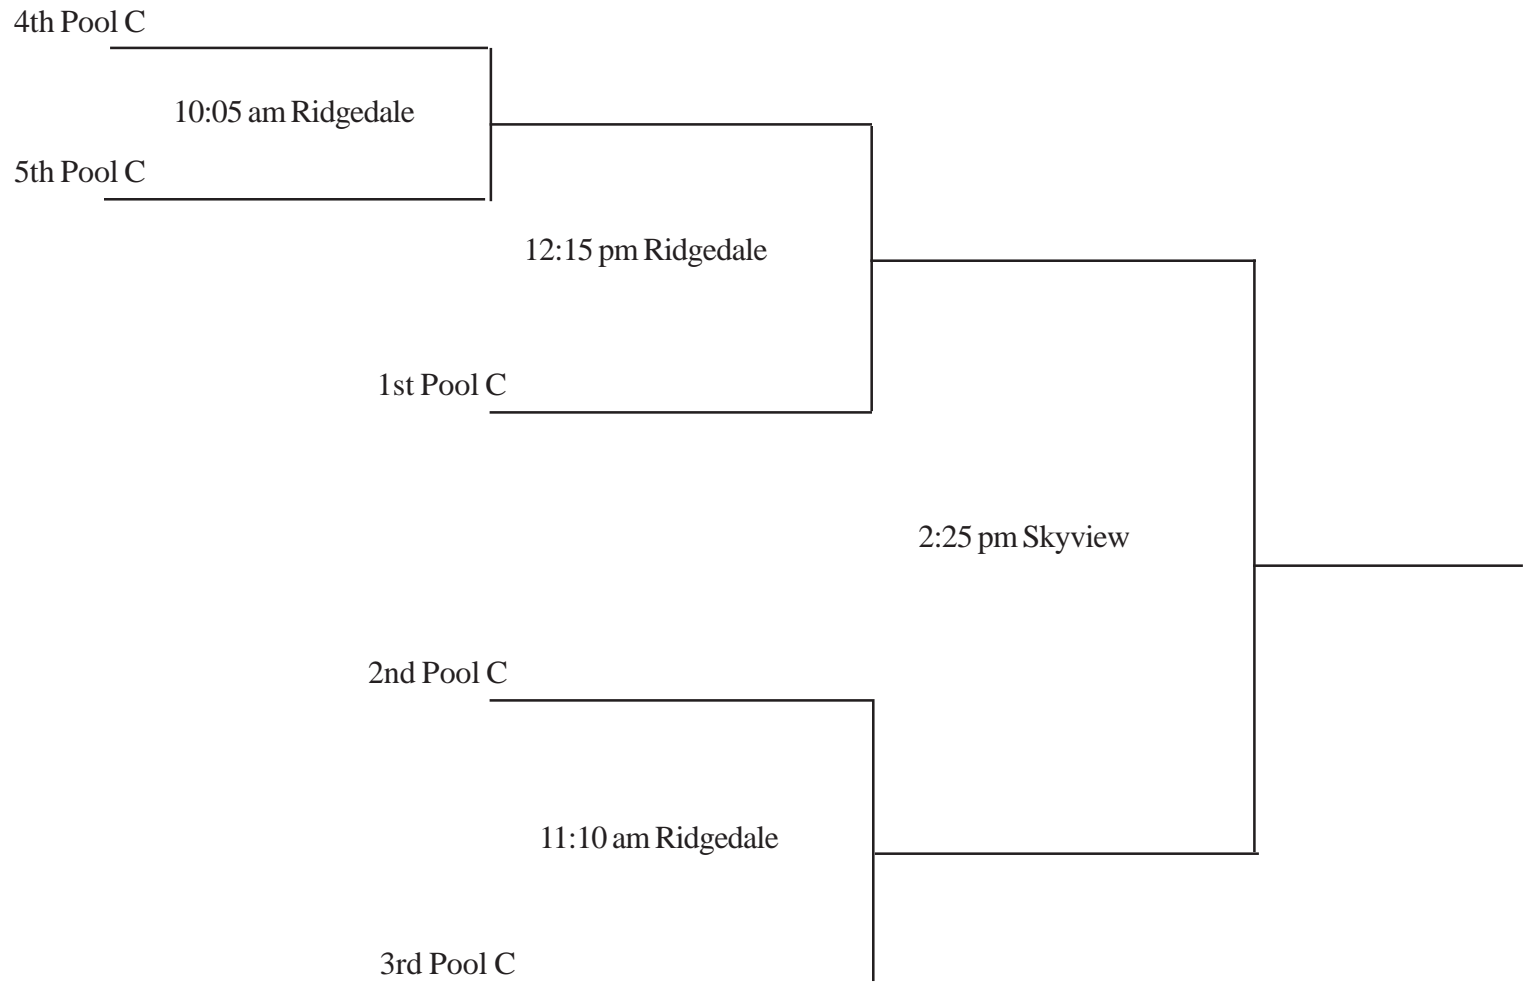 4th Pool C
10:05 am Ridgedale
5th Pool C
12:15 pm Ridgedale
1st Pool C
2:25 pm Skyview
2nd Pool C
11:10 am Ridgedale
3rd Pool C